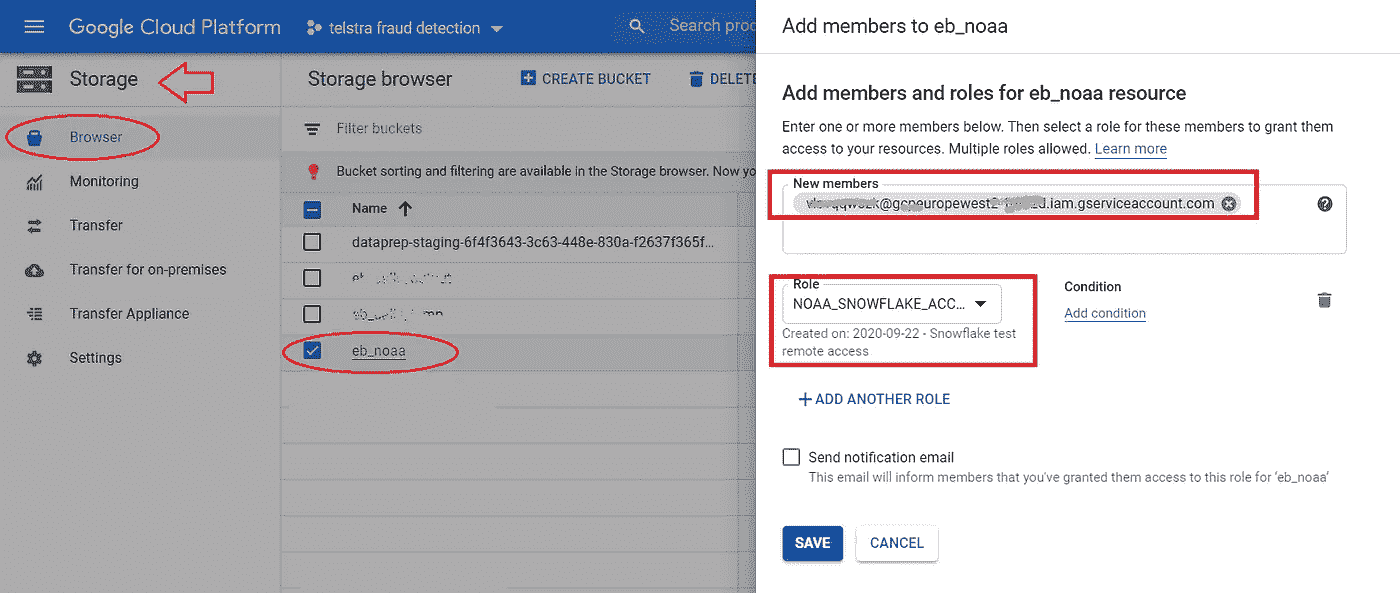 Google Cloud Platform
telstra fraud detection
Search prod
Storage
Browser
Monitoring
Transfer
Transfer for on-premises
Transfer Appliance
Settings
Storage browser
CREATE BUCKET
DELETE
Filter buckets
Bucket sorting and filtering are available in the Storage browser. Now yo
Name
dataprep-staging-6f4f3643-3c63-448e-830a-f2637f365f...
eb_noaa
Add members to eb_noaa
Add members and roles for eb_noaa resource
Enter one or more members below. Then select a role for these members to grant them
access to your resources. Multiple roles allowed. Learn more
New members
.iam.gserviceaccount.com
Role
NOAA_SNOWFLAKE_ACC...
Created on: 2020-09-22 - Snowflake test
remote access
Condition
Add condition
ADD ANOTHER ROLE
Send notification email
This email will inform members that you've granted them access to this role for 'eb_noaa'
SAVE
CANCEL